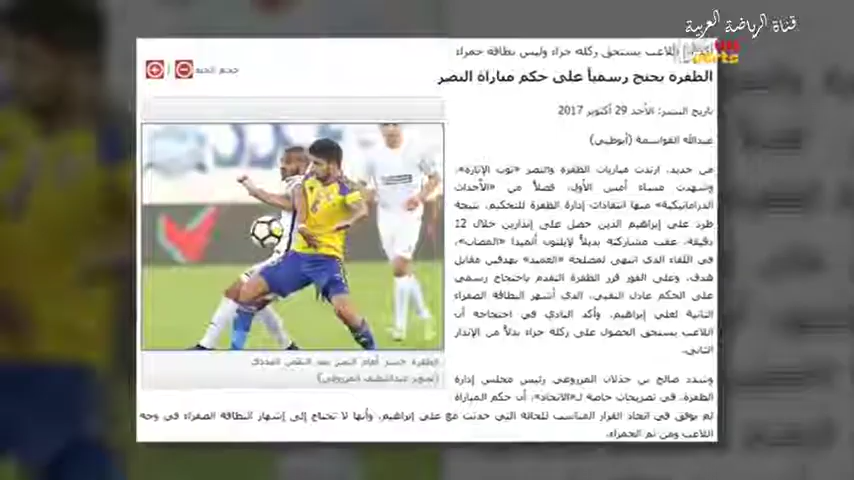 قناة الرياضة العربية
اللاعب يستحق ركلة جزاء وليس بطاقة حمراء
الظفرة يحتج رسمياً على حكم مباراة النصر
حجم الخط
تاريخ النشر: الأحد 29 أكتوبر 2017
عبدالله القواسمة (أبوظبي)
من جديد، ارتدت مباريات الظفرة والنصر «ثوب الإثارة»،
وشهدت مساء أمس الأول، فصلاً من «الأحداث
الدراماتيكية» منها انتقادات إدارة الظفرة للتحكيم، نتيجة
طرد علي إبراهيم الذي حصل على إنذارين خلال 12
دقيقة، عقب مشاركته بديلاً لإيلتون ألميدا «المصاب»،
في اللقاء الذي انتهى لمصلحة «العميد» بهدفين مقابل
هدف، وعلى الفور قرر الظفرة التقدم باحتجاج رسمي
على الحكم عادل النقبي، الذي أشهر البطاقة الصفراء
الثانية لعلي إبراهيم، وأكد النادي في احتجاجه أن
اللاعب يستحق الحصول على ركلة جزاء بدلاً من الإنذار
الثاني.
الظفرة خسر أمام النصر بعد النقص العددي
(تصوير عبداللطيف المرزوقي)
وشدد صالح بن جذلان المزروعي رئيس مجلس إدارة
الظفرة، في تصريحات خاصة لـ«الاتحاد»، أن حكم المباراة
لم يوفق في اتخاذ القرار المناسب للحالة التي حدثت مع علي إبراهيم، وأنها لا تحتاج إلى إشهار البطاقة الصفراء في وجه
اللاعب ومن ثم الحمراء.